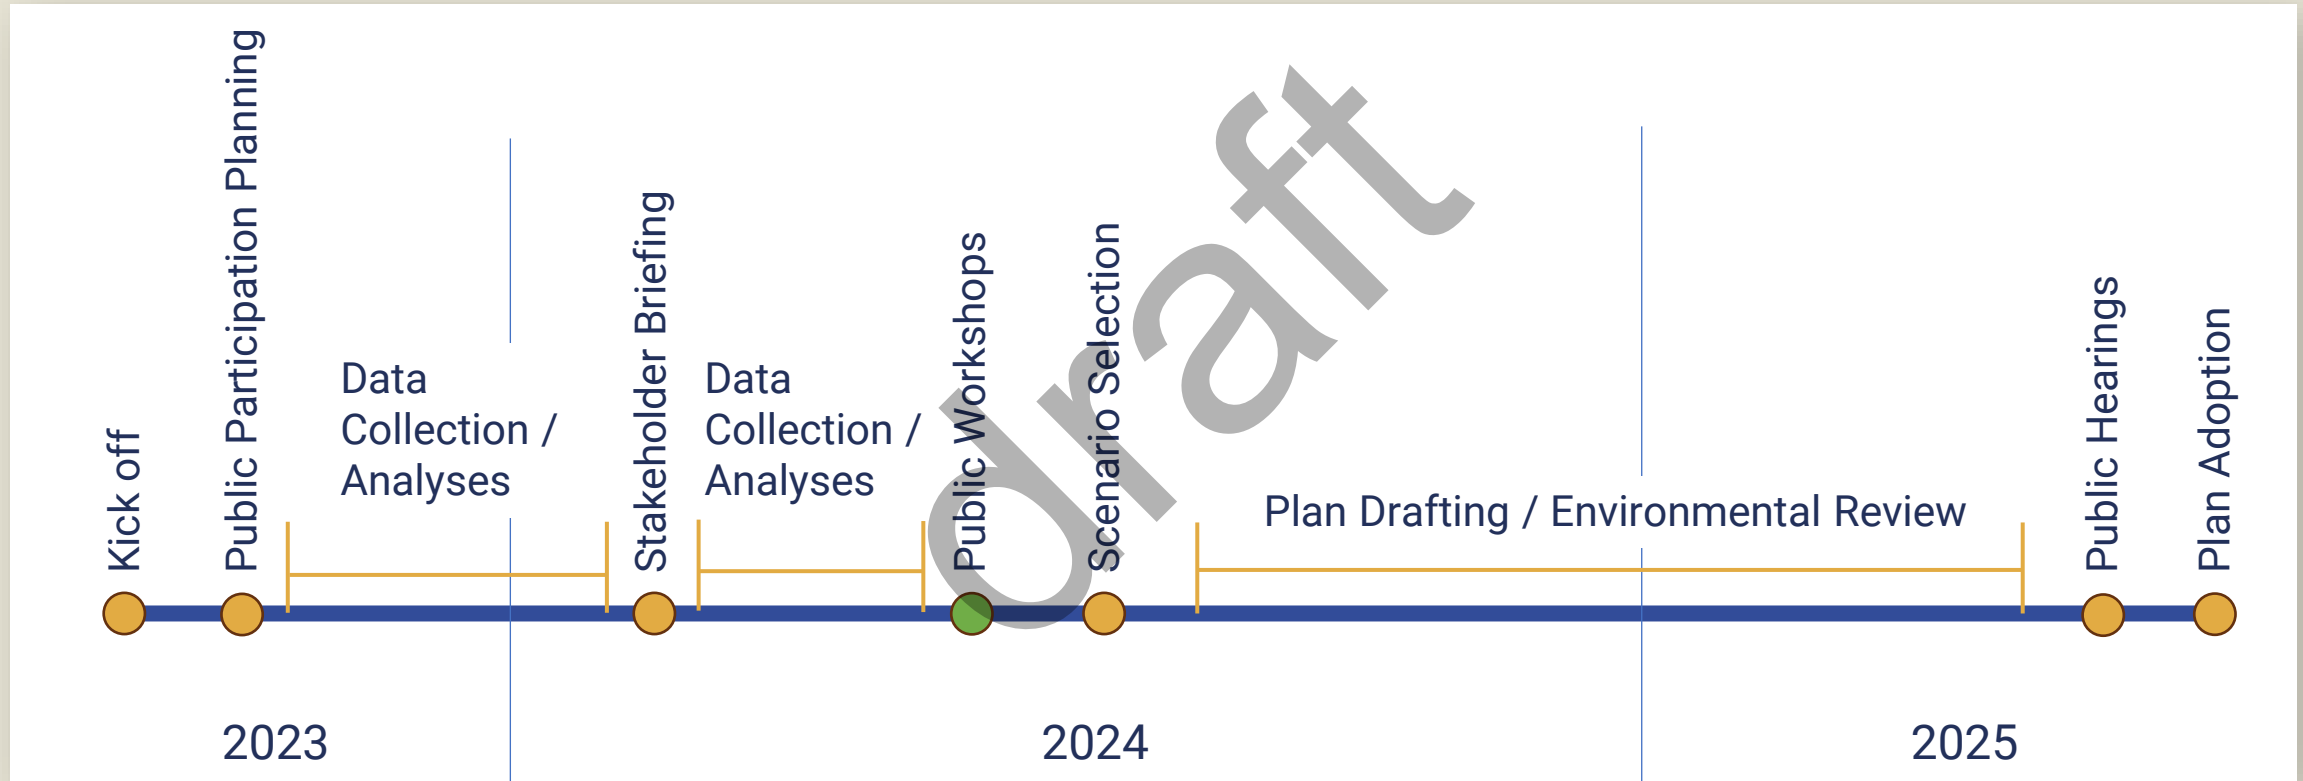 Kick off
Public Participation Planning
Data
Collection /
Analyses
Stakeholder Briefing
Data
Collection /
Analyses
Public Workshops
Scenario Selection
Plan Drafting / Environmental Review
Public Hearings
Plan Adoption
draft
2023
2024
2025